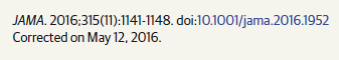 JAMA. 2016;315(11):1141-1148. doi:10.1001/jama.2016.1952
Corrected on May 12, 2016.